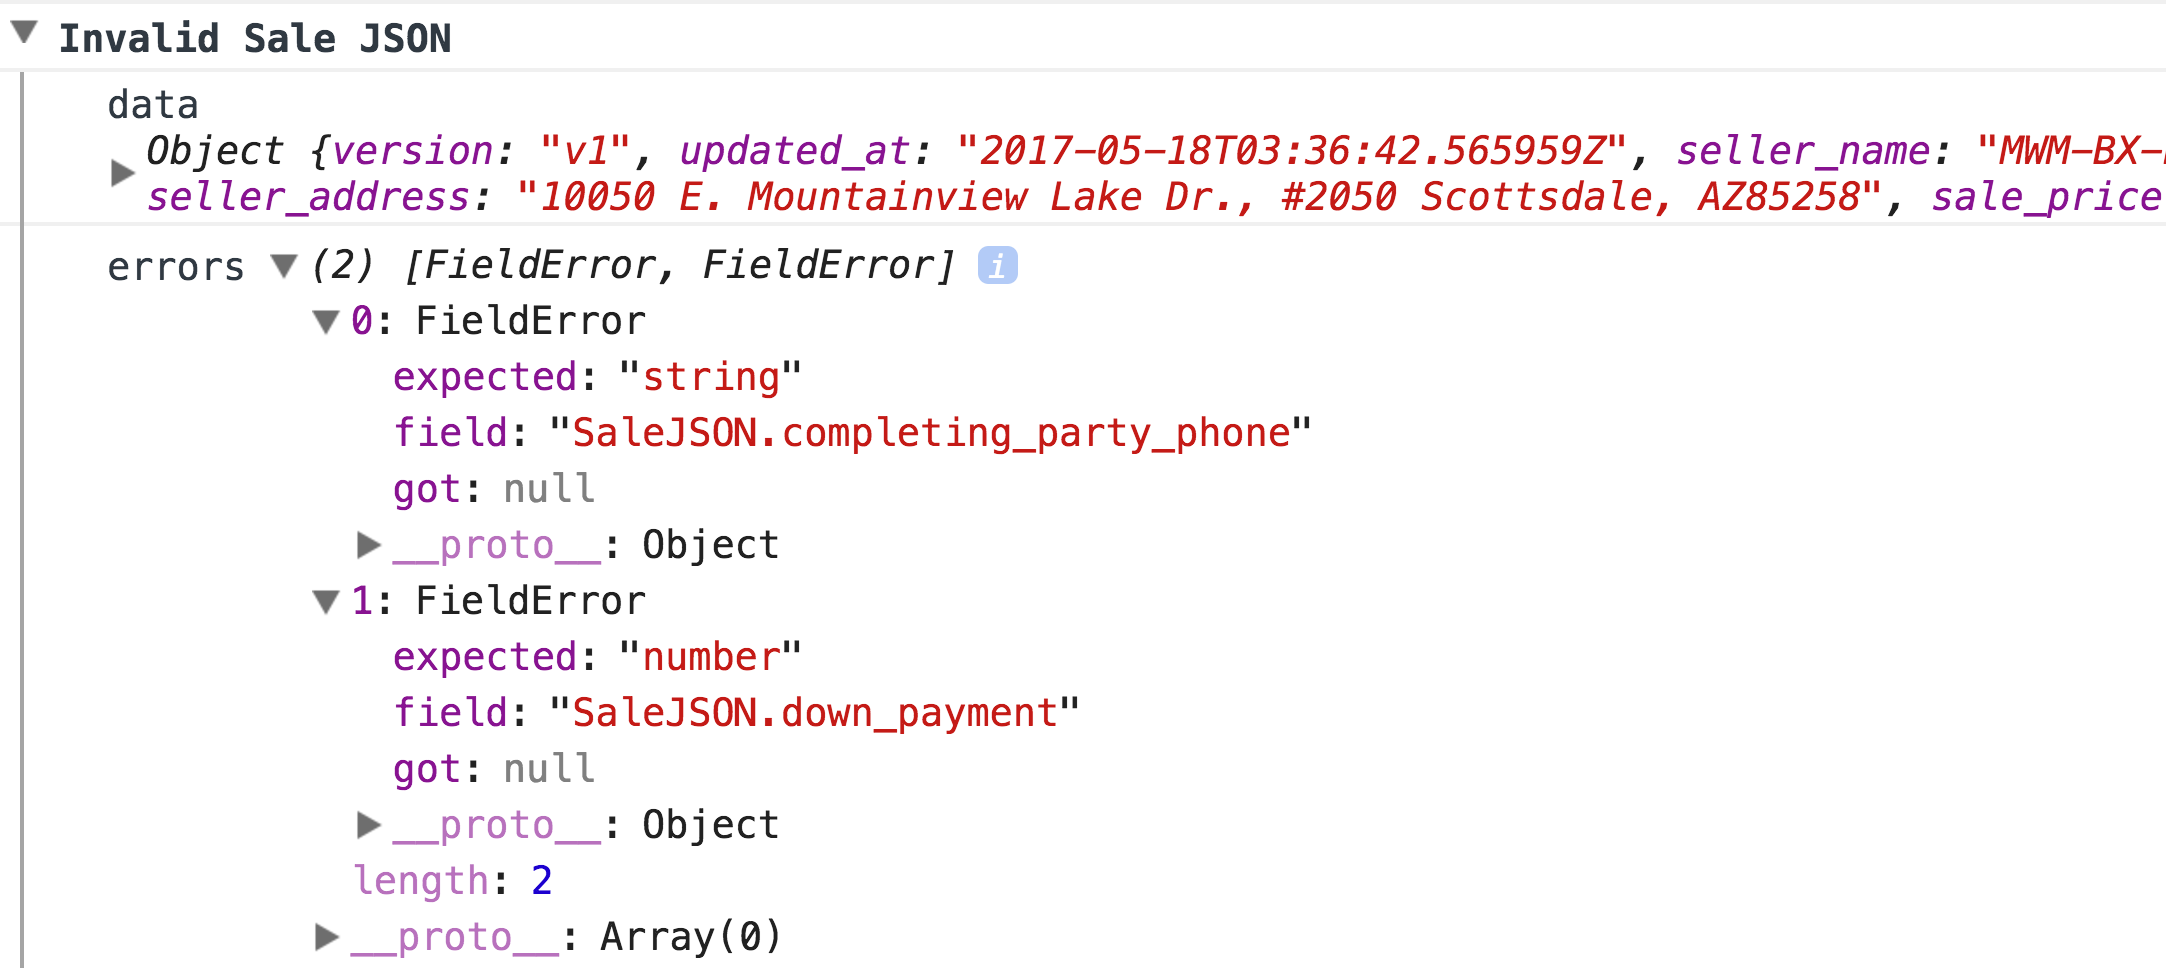 Invalid Sale JSON
data
Object {version: "v1", updated_at: "2017-05-18T03:36:42.565959Z", seller_name: "MWM-BX-
seller_address: "10050 E. Mountainview Lake Dr., #2050 Scottsdale, AZ85258", sale_price
errors (2) [FieldError, FieldError] i
0: FieldError
expected: "string"
field: "SaleJSON.completing_party_phone"
got: null
__proto__: Object
1: FieldError
expected: "number"
field: "SaleJSON.down_payment"
got: null
__proto__: Object
length: 2
__proto__: Array(0)